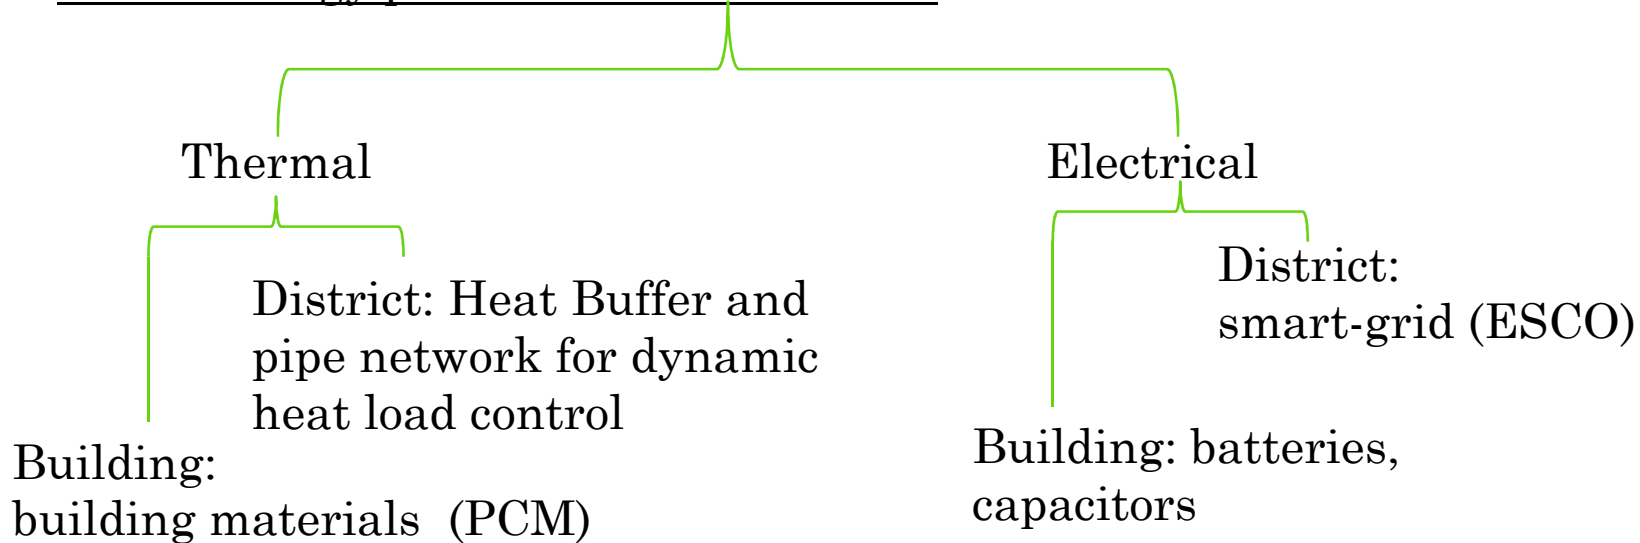 Thermal
Electrical
District: Heat Buffer and
pipe network for dynamic
heat load control
District:
smart-grid (ESCO)
Building:
building materials (PCM)
Building: batteries,
capacitors